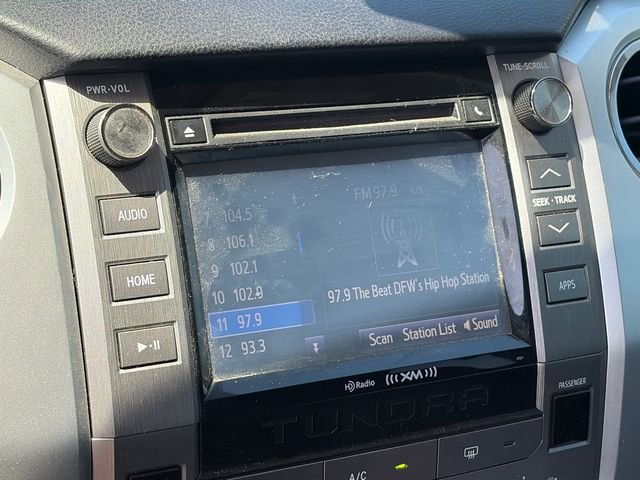 PWR•VOL
TUNE•SCROLL
AUDIO
HOME
SEEK•TRACK
APPS
FM 97.9
7 104.5
8 106.1
9 102.1
10 102.9
11 97.9
12 93.3
97.9 The Beat DFW's Hip Hop Station
Scan Station List Sound
HD Radio ((( XM )))
TUNDRA
PASSENGER
A/C